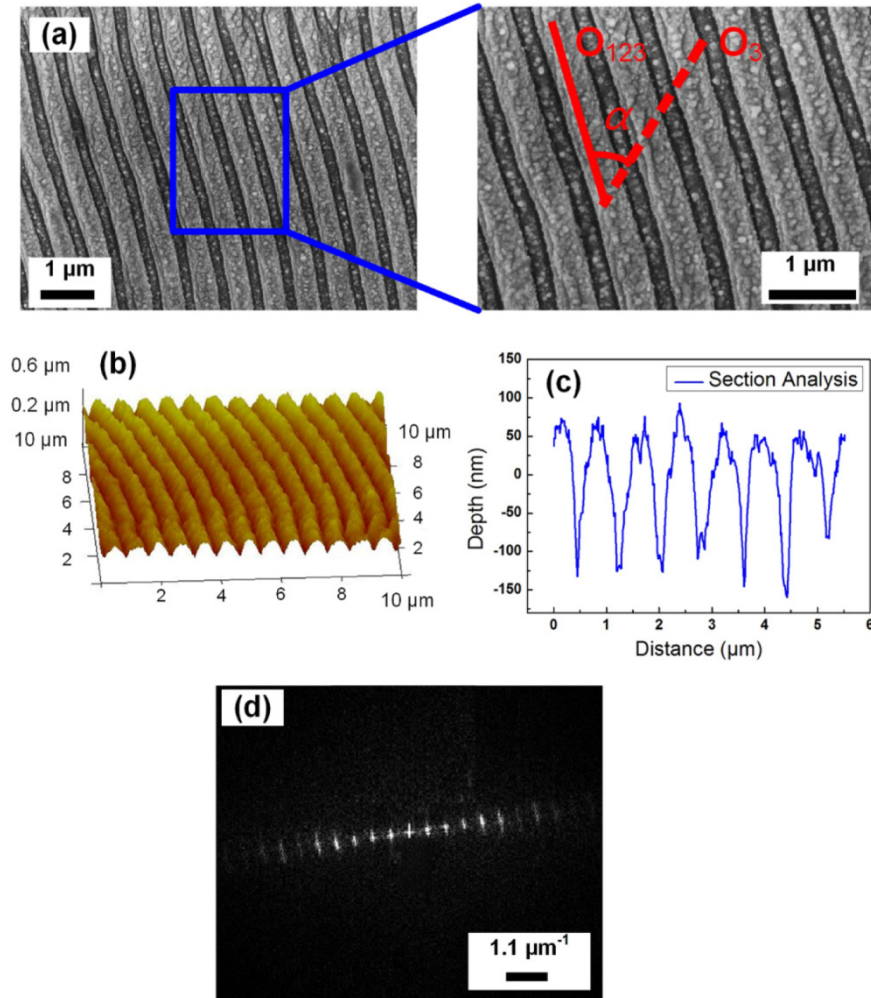 (a)
O123
O3
α
1 µm
1 µm
(b)
0.6 µm
0.2 µm
10 µm
8
6
4
2
10 µm
8
6
4
2
2
4
6
8
10 µm
(c)
Section Analysis
150
100
50
0
-50
-100
-150
Depth (nm)
0
1
2
3
4
5
6
Distance (µm)
(d)
1.1 µm-1